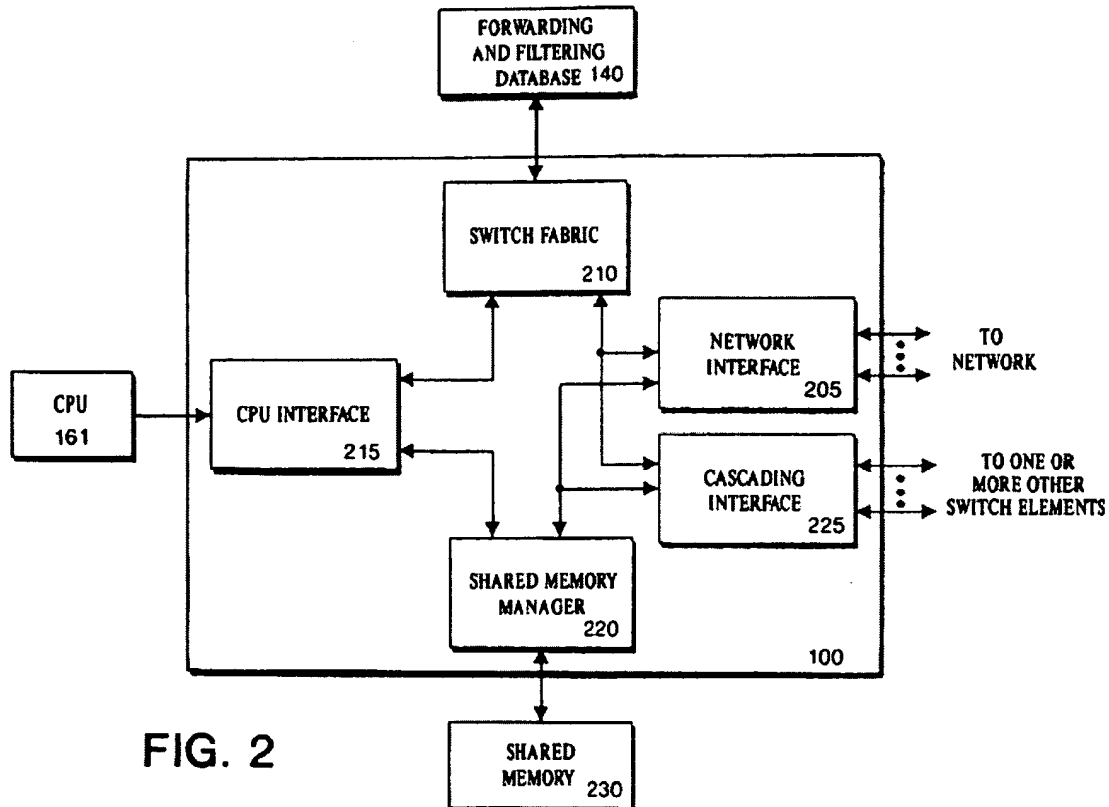 FORWARDING
AND FILTERING
DATABASE 140
SWITCH FABRIC
210
NETWORK
INTERFACE
205
TO
NETWORK
CPU
161
CPU INTERFACE
215
CASCADING
INTERFACE
225
TO ONE OR
MORE OTHER
SWITCH ELEMENTS
SHARED MEMORY
MANAGER
220
100
FIG. 2
SHARED
MEMORY
230